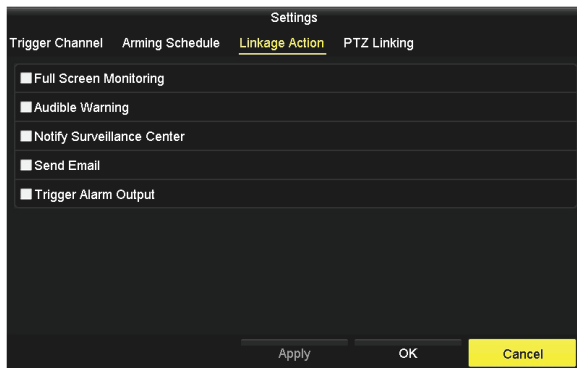 Settings
Trigger Channel Arming Schedule Linkage Action PTZ Linking
Full Screen Monitoring
Audible Warning
Notify Surveillance Center
Send Email
Trigger Alarm Output
Apply OK Cancel